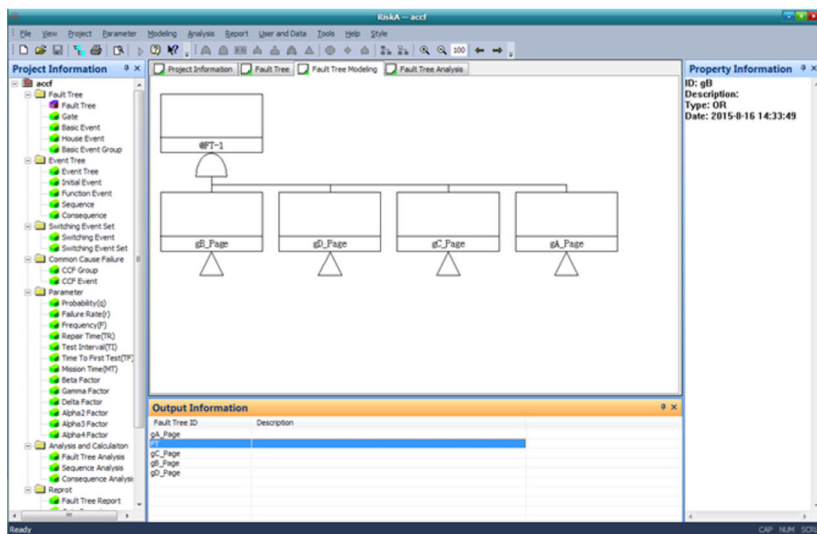 RiskA — accf
File View Project Parameter Modeling Analysis Report User and Data Tools Help Style
100
Project Information
accf
Fault Tree
Fault Tree
Gate
Basic Event
House Event
Basic Event Group
Event Tree
Event Tree
Initial Event
Function Event
Sequence
Consequence
Switching Event Set
Switching Event
Switching Event Set
Common Cause Failure
CCF Group
CCF Event
Parameter
Probability(q)
Failure Rate(r)
Frequency(F)
Repair Time(TR)
Test Interval(TI)
Time To First Test(TF)
Mission Time(MT)
Beta Factor
Gamma Factor
Delta Factor
Alpha2 Factor
Alpha3 Factor
Alpha4 Factor
Analysis and Calculaiton
Fault Tree Analysis
Sequence Analysis
Consequence Analysi
Reprot
Fault Tree Report
Project Information Fault Tree Fault Tree Modeling Fault Tree Analysis
@FT-1
gB_Page gD_Page gC_Page gA_Page
Output Information
Fault Tree ID Description
gA_Page
FT
gC_Page
gB_Page
gD_Page
Property Information
ID: gB
Description:
Type: OR
Date: 2015-8-16 14:33:49
Ready CAP NUM SCRL